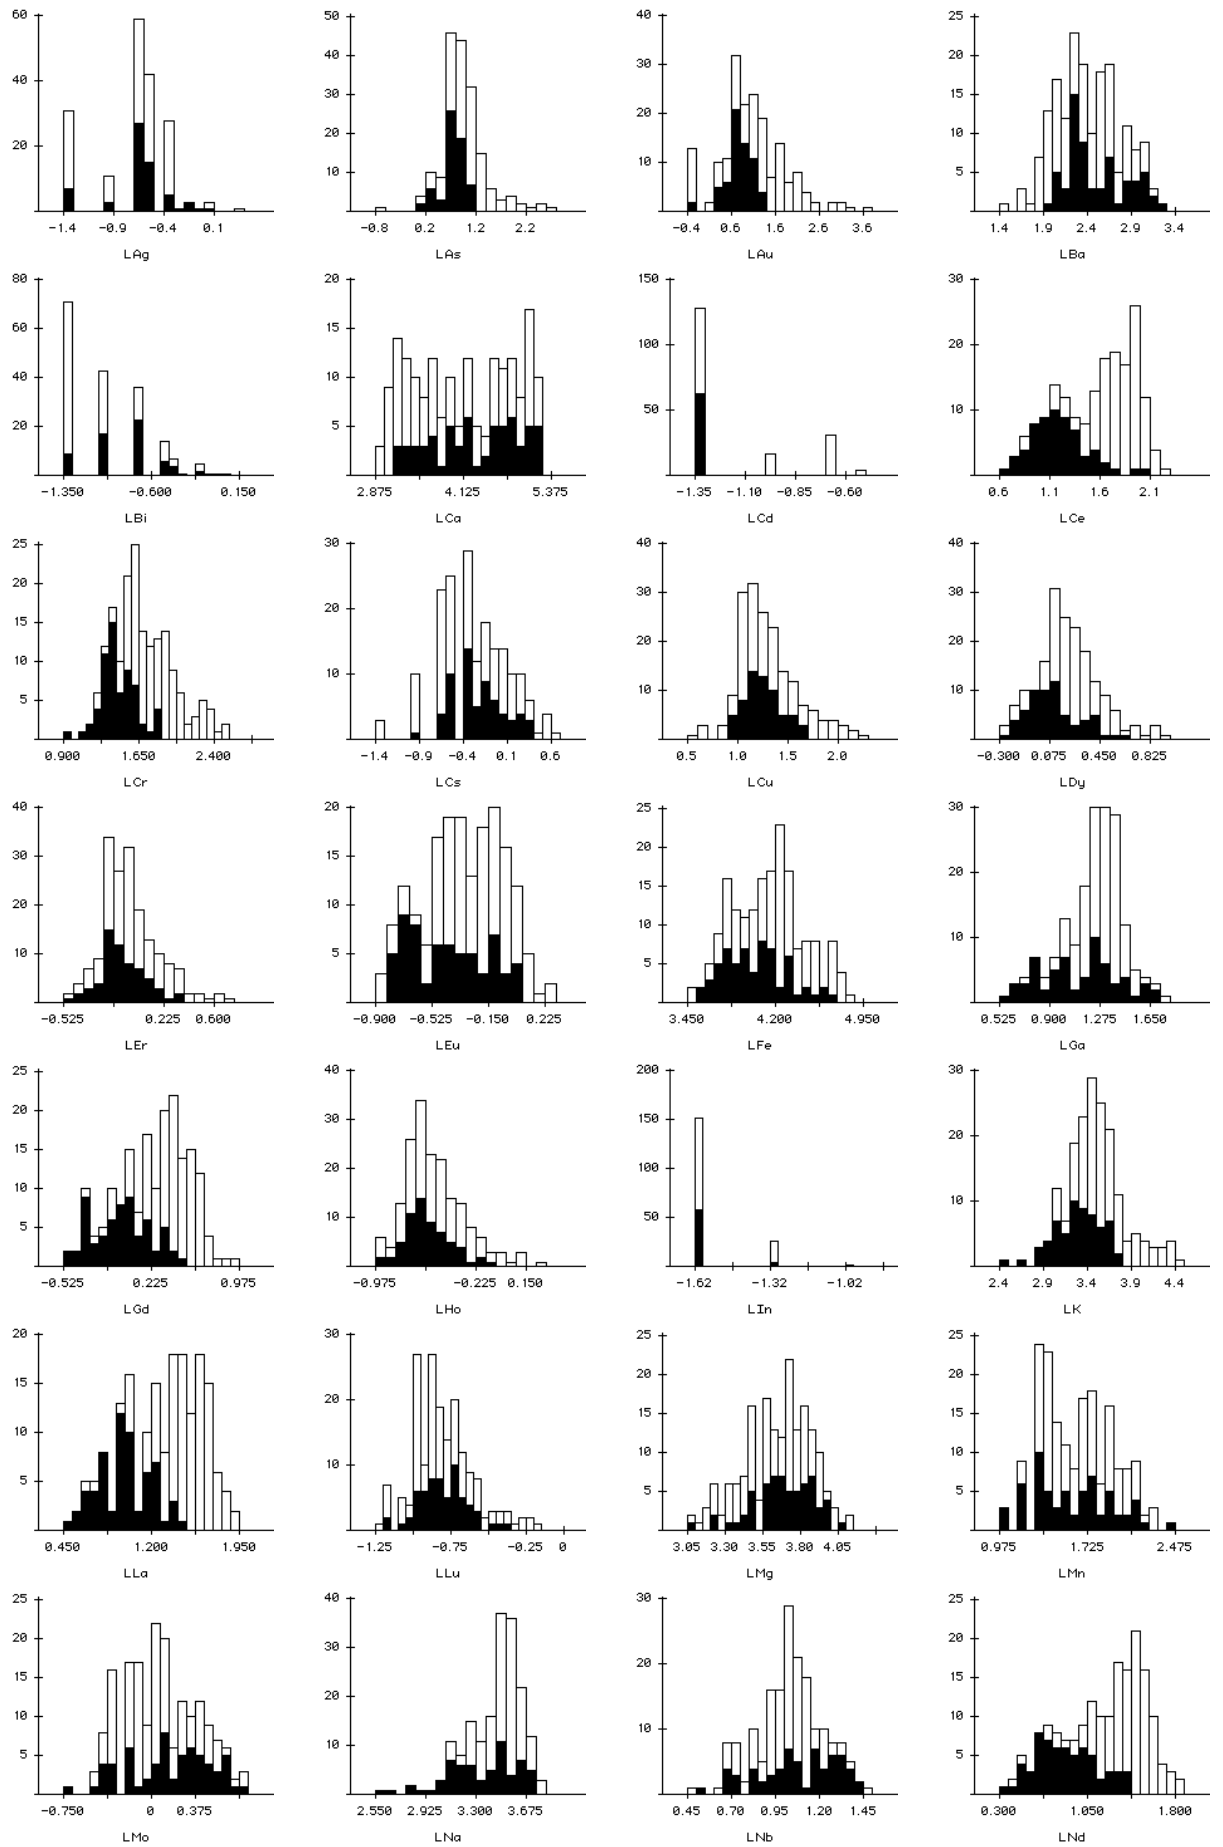 60 50 40 25
40 40 30 20
30 15
20 20 20 10
10 10 5
-1.4 -0.9 -0.4 0.1 -0.8 0.2 1.2 2.2 -0.4 0.6 1.6 2.6 3.6 1.4 1.9 2.4 2.9 3.4
LAg LAs LAu LBa
80 20 150 30
60 15 100 20
40 10
20 5 50 10
-1.350 -0.600 0.150 2.875 4.125 5.375 -1.35 -1.10 -0.85 -0.60 0.6 1.1 1.6 2.1
LBi LCa LCd LCe
25 30 40 40
20 20 30 30
15 20 20
10 10
5 10 10
0.900 1.650 2.400 -1.4 -0.9 -0.4 0.1 0.6 0.5 1.0 1.5 2.0 -0.300 0.075 0.450 0.825
LCr LCs LCu LDy
40 20 25 30
30 15 20 20
20 10 15
10 5 10 10
5
-0.525 0.225 0.600 -0.900 -0.525 -0.150 0.225 3.450 4.200 4.950 0.525 0.900 1.275 1.650
LEr LEu LFe LGa
25 40 200 30
20 30 150 20
15 20 100
10 10 50 10
5
-0.525 0.225 0.975 -0.975 -0.225 0.150 -1.62 -1.32 -1.02 2.4 2.9 3.4 3.9 4.4
LGd LHo LIn LK
20 30 25 25
15 20 20 20
10 15 15
5 10 10 10
5 5
0.450 1.200 1.950 -1.25 -0.75 -0.25 0 3.05 3.30 3.55 3.80 4.05 0.975 1.725 2.475
LLa LLu LMg LMn
25 40 30 25
20 30 20 20
15 20 15
10 10 10 10
5 5
-0.750 0 0.375 2.550 2.925 3.300 3.675 0.45 0.70 0.95 1.20 1.45 0.300 1.050 1.800
LMo LNa LNb LNd